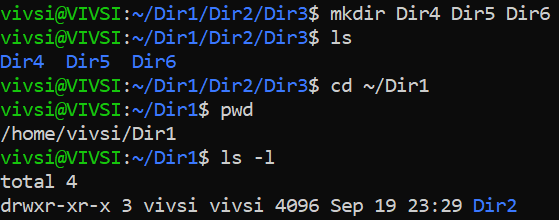 vivsi@VIVSI:~/Dir1/Dir2/Dir3$ mkdir Dir4 Dir5 Dir6
vivsi@VIVSI:~/Dir1/Dir2/Dir3$ ls
Dir4  Dir5  Dir6
vivsi@VIVSI:~/Dir1/Dir2/Dir3$ cd ~/Dir1
vivsi@VIVSI:~/Dir1$ pwd
/home/vivsi/Dir1
vivsi@VIVSI:~/Dir1$ ls -l
total 4
drwxr-xr-x 3 vivsi vivsi 4096 Sep 19 23:29 Dir2